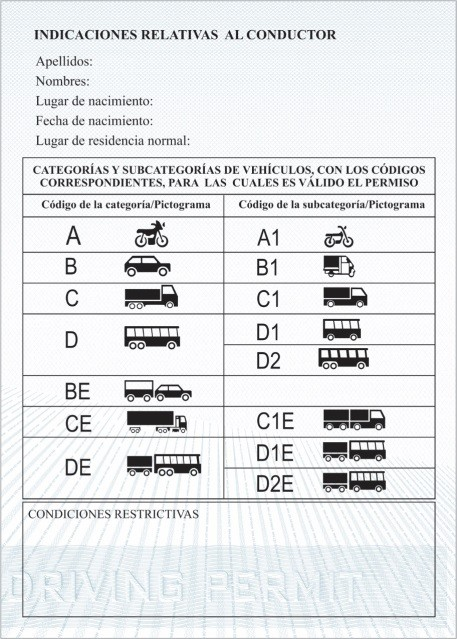 INDICACIONES RELATIVAS AL CONDUCTOR
Apellidos:
Nombres:
Lugar de nacimiento:
Fecha de nacimiento:
Lugar de residencia normal:
CATEGORÍAS Y SUBCATEGORÍAS DE VEHÍCULOS, CON LOS CÓDIGOS
CORRESPONDIENTES, PARA LAS CUALES ES VÁLIDO EL PERMISO
Código de la categoría/Pictograma
Código de la subcategoría/Pictograma
A
A1
B
B1
C
C1
D
D1
D2
BE
CE
C1E
DE
D1E
D2E
CONDICIONES RESTRICTIVAS
DRIVING PERMIT